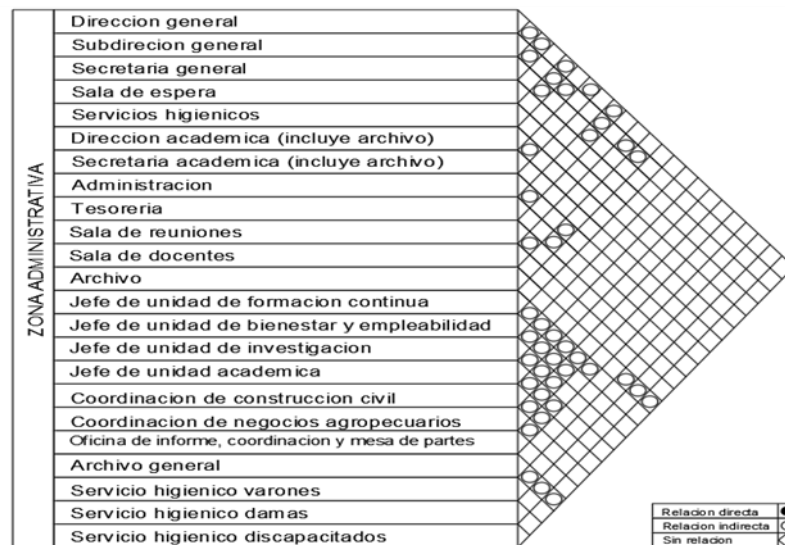 ZONA ADMINISTRATIVA
Direccion general
Subdirecion general
Secretaria general
Sala de espera
Servicios higienicos
Direccion academica (incluye archivo)
Secretaria academica (incluye archivo)
Administracion
Tesoreria
Sala de reuniones
Sala de docentes
Archivo
Jefe de unidad de formacion continua
Jefe de unidad de bienestar y empleabilidad
Jefe de unidad de investigacion
Jefe de unidad academica
Coordinacion de construccion civil
Coordinacion de negocios agropecuarios
Oficina de informe, coordinacion y mesa de partes
Archivo general
Servicio higienico varones
Servicio higienico damas
Servicio higienico discapacitados
Relacion directa
Relacion indirecta
Sin relacion